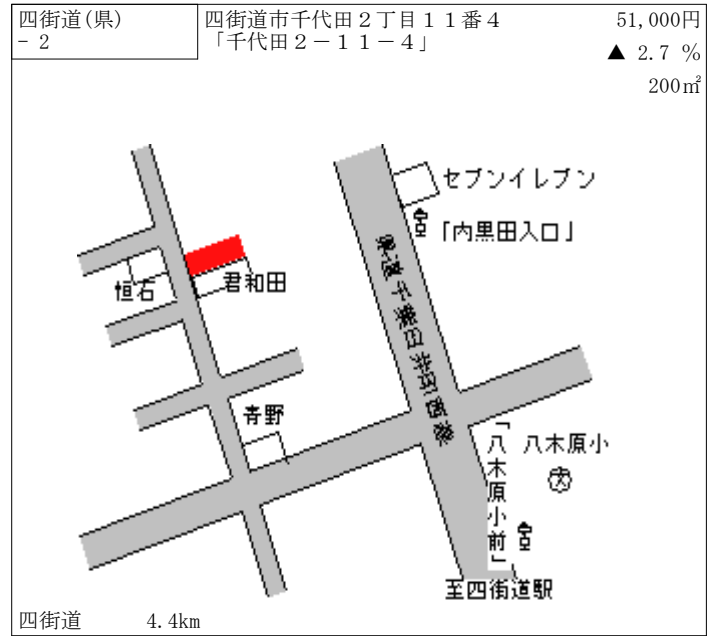 四街道(県)
- 2
四街道市千代田２丁目１１番４
「千代田２－１１－４」
51,000円
▲ 2.7 %
200㎡
セブンイレブン
「内黒田入口」
県道千葉臼井印西線
恒石
君和田
青野
「八木原小前」
八木原小
至四街道駅
四街道 4.4km